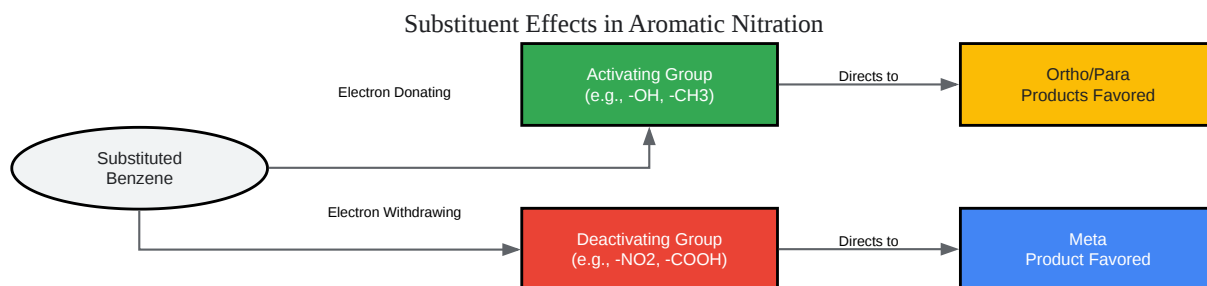 Substituent Effects in Aromatic Nitration
Electron Donating
Activating Group
(e.g., -OH, -CH3)
Directs to
Ortho/Para
Products Favored
Substituted
Benzene
Electron Withdrawing
Deactivating Group
(e.g., -NO2, -COOH)
Directs to
Meta
Product Favored